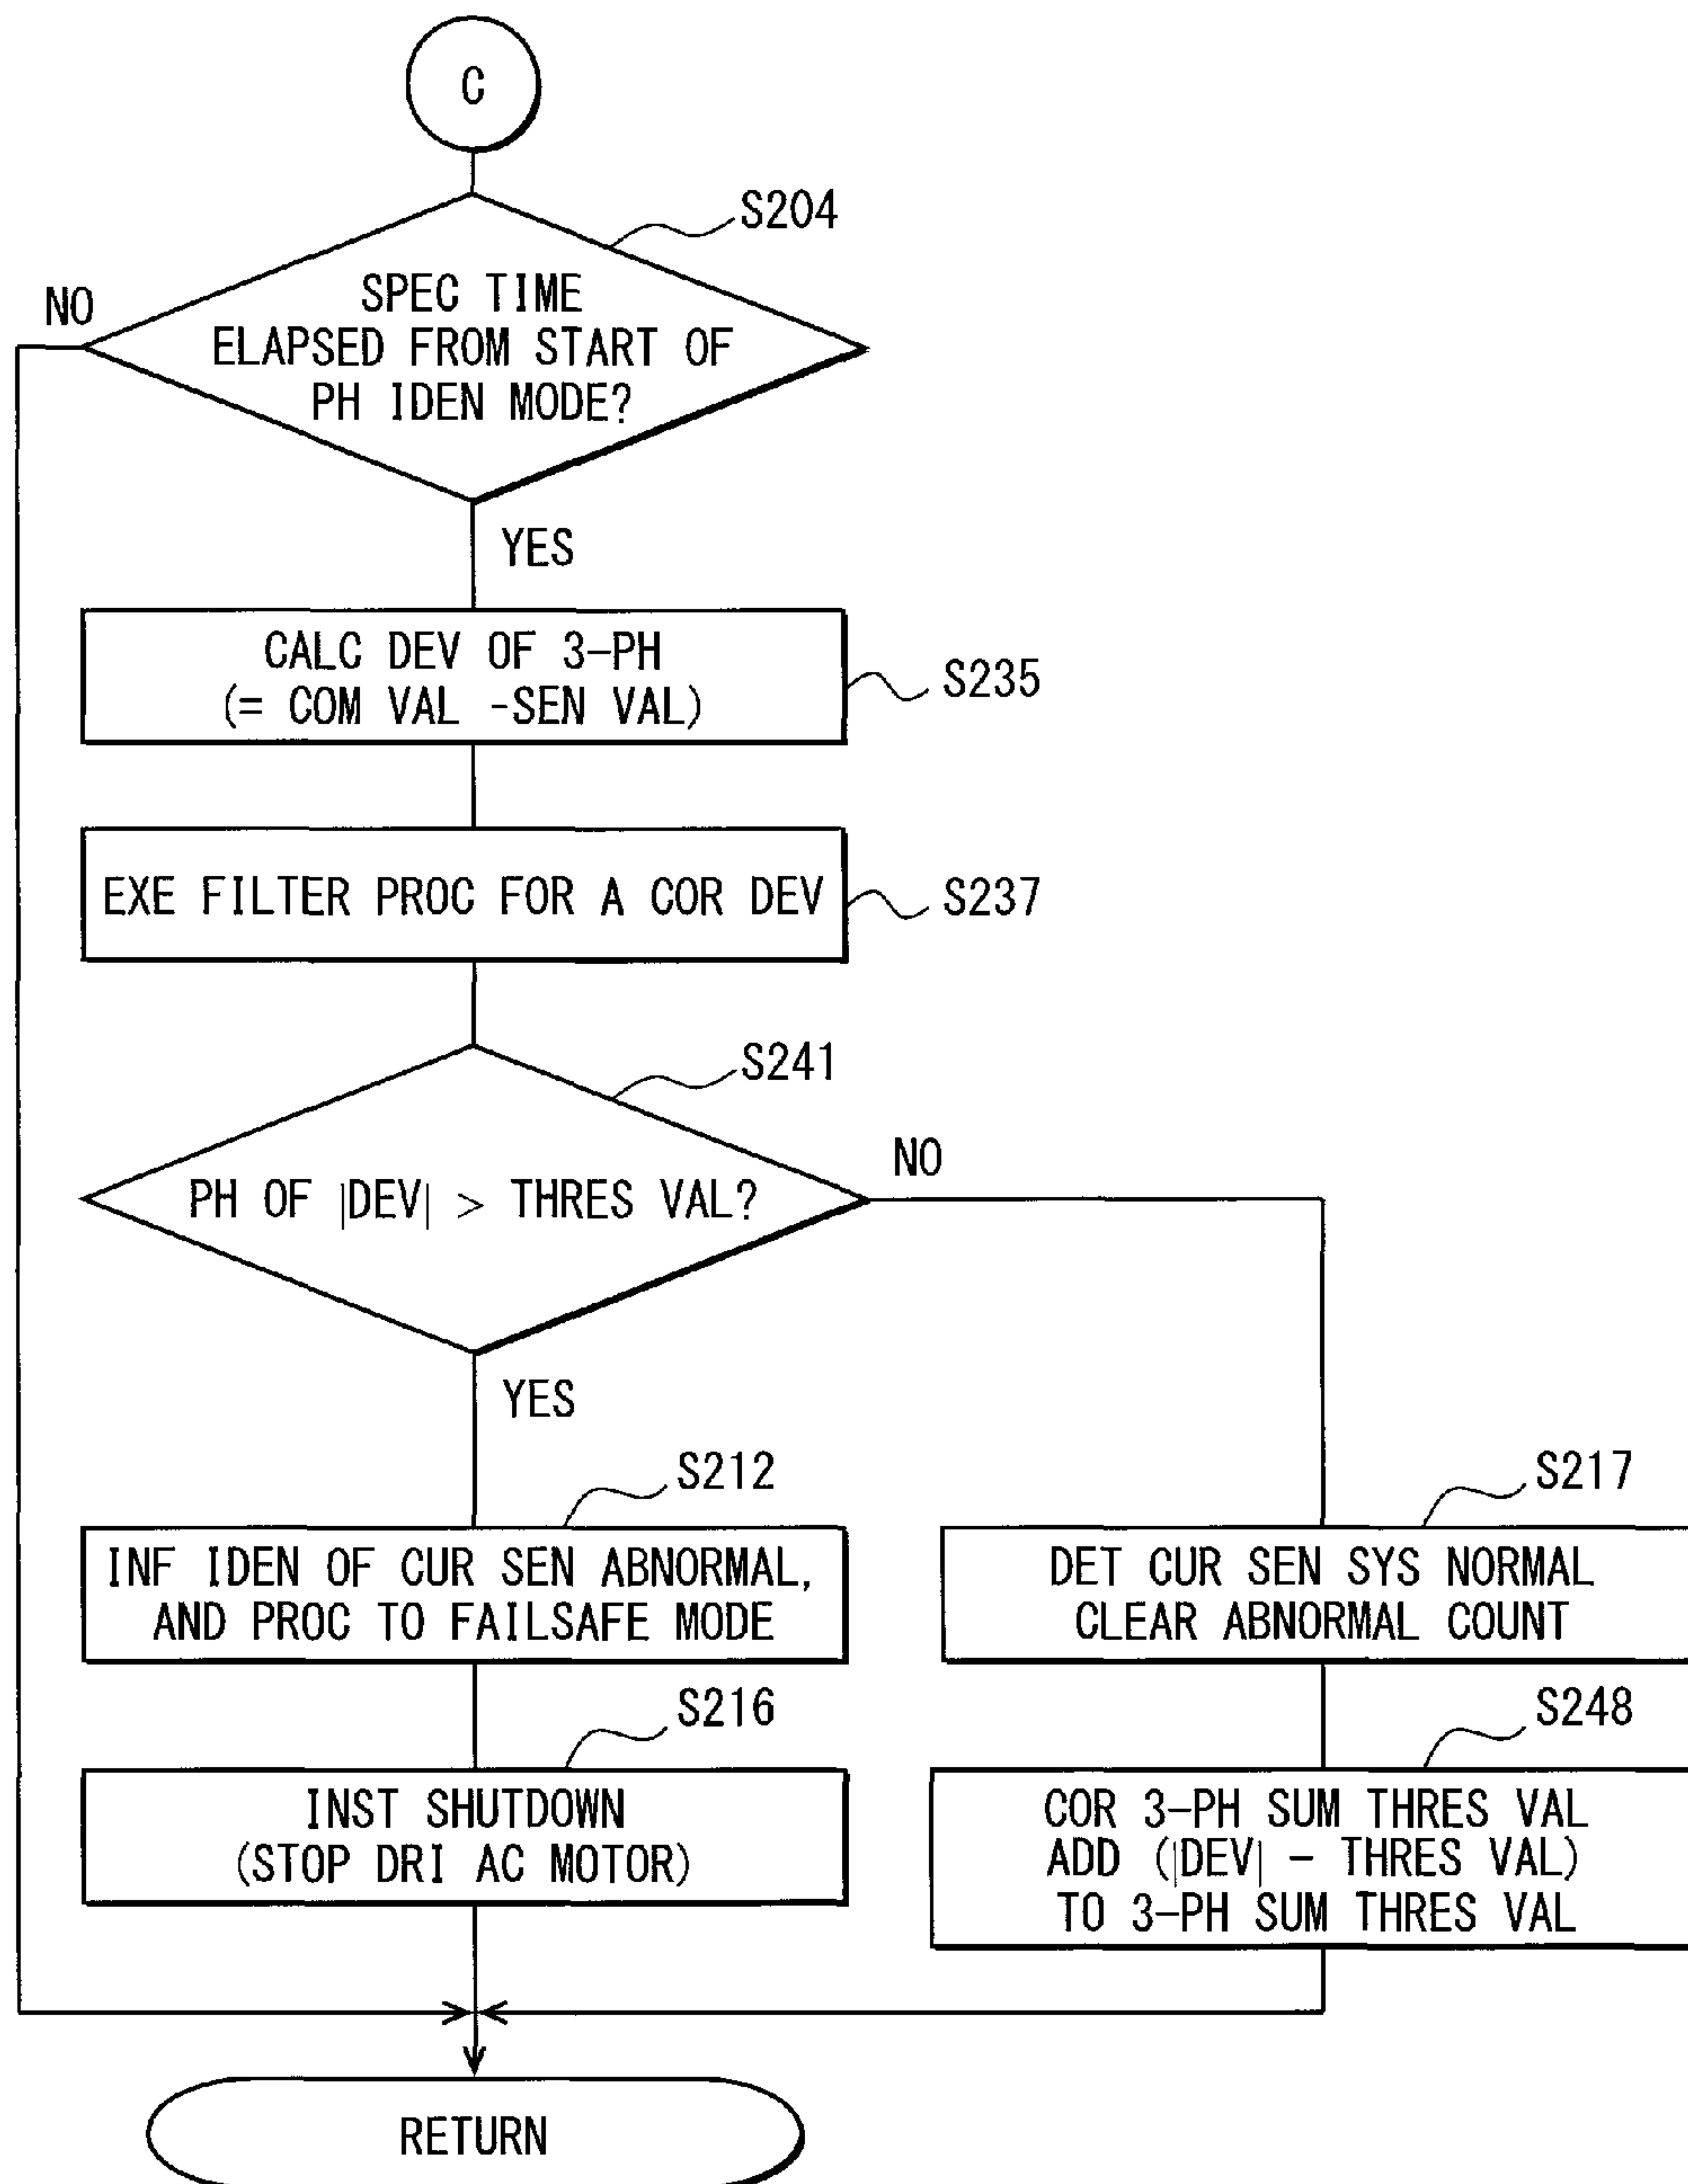 C
S204
SPEC TIME
ELAPSED FROM START OF
PH IDEN MODE?
NO
YES
CALC DEV OF 3-PH
(= COM VAL -SEN VAL)
S235
EXE FILTER PROC FOR A COR DEV
S237
S241
PH OF |DEV| > THRES VAL?
NO
YES
S212
INF IDEN OF CUR SEN ABNORMAL,
AND PROC TO FAILSAFE MODE
S217
DET CUR SEN SYS NORMAL
CLEAR ABNORMAL COUNT
S216
INST SHUTDOWN
(STOP DRI AC MOTOR)
S248
COR 3-PH SUM THRES VAL
ADD (|DEV| - THRES VAL)
TO 3-PH SUM THRES VAL
RETURN